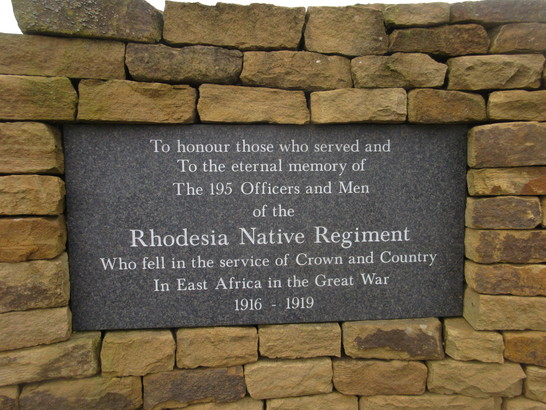 To honour those who served and
To the eternal memory of
The 195 Officers and Men
of the
Rhodesia Native Regiment
Who fell in the service of Crown and Country
In East Africa in the Great War
1916 - 1919